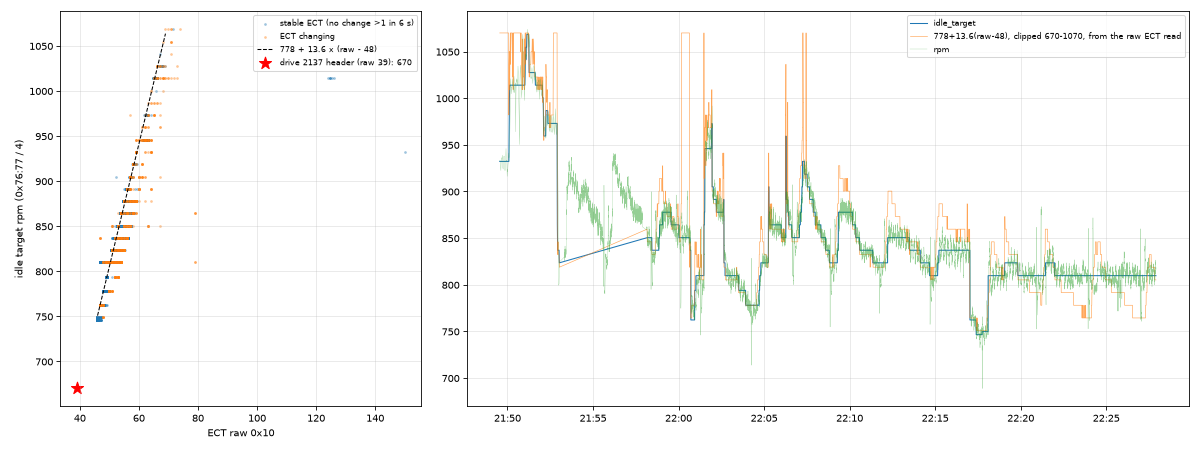 stable ECT (no change >1 in 6 s)
ECT changing
778 + 13.6 x (raw - 48)
drive 2137 header (raw 39): 670
idle_target
778+13.6(raw-48), clipped 670-1070, from the raw ECT read
rpm
idle target rpm (0x76:77 / 4)
1050
1000
950
900
850
800
750
700
40 60 80 100 120 140
ECT raw 0x10
1050
1000
950
900
850
800
750
700
21:50 21:55 22:00 22:05 22:10 22:15 22:20 22:25